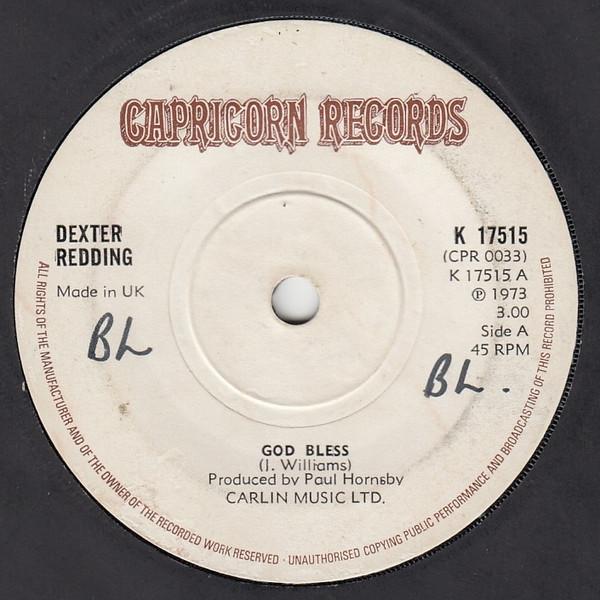 CAPRICORN RECORDS
DEXTER
REDDING
Made in UK
BL
K 17515
(CPR 0033)
K 17515 A
℗ 1973
3.00
Side A
45 RPM
BL.
GOD BLESS
(J. Williams)
Produced by Paul Hornsby
CARLIN MUSIC LTD.
ALL RIGHTS OF THE MANUFACTURER AND OF THE OWNER OF THE RECORDED WORK RESERVED · UNAUTHORISED COPYING PUBLIC PERFORMANCE AND BROADCASTING OF THIS RECORD PROHIBITED